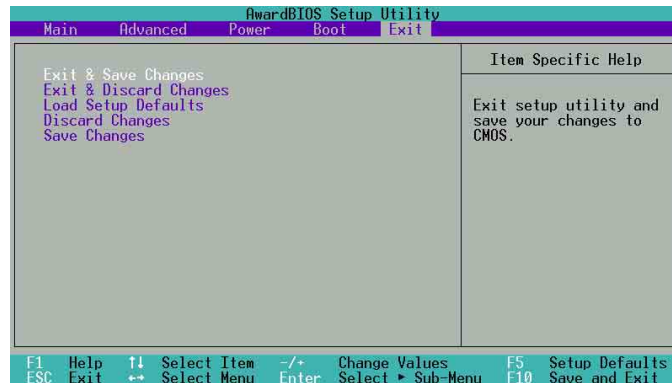 AwardBIOS Setup Utility
Main Advanced Power Boot Exit
Item Specific Help
Exit & Save Changes
Exit & Discard Changes
Load Setup Defaults
Discard Changes
Save Changes
Exit setup utility and
save your changes to
CMOS.
F1 Help ↑↓ Select Item -/+ Change Values F5 Setup Defaults
ESC Exit ←→ Select Menu Enter Select ► Sub-Menu F10 Save and Exit